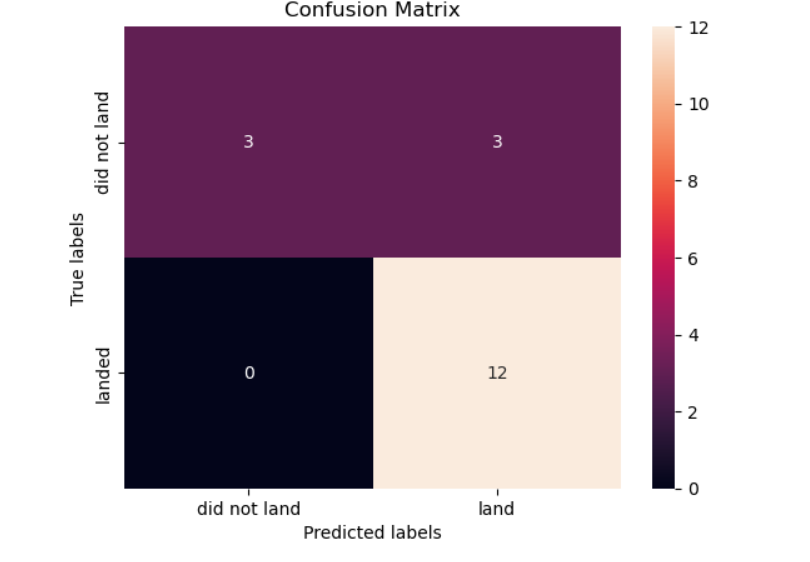 Confusion Matrix
12
10
8
6
4
2
0
True labels
did not land
landed
3
3
0
12
did not land
land
Predicted labels